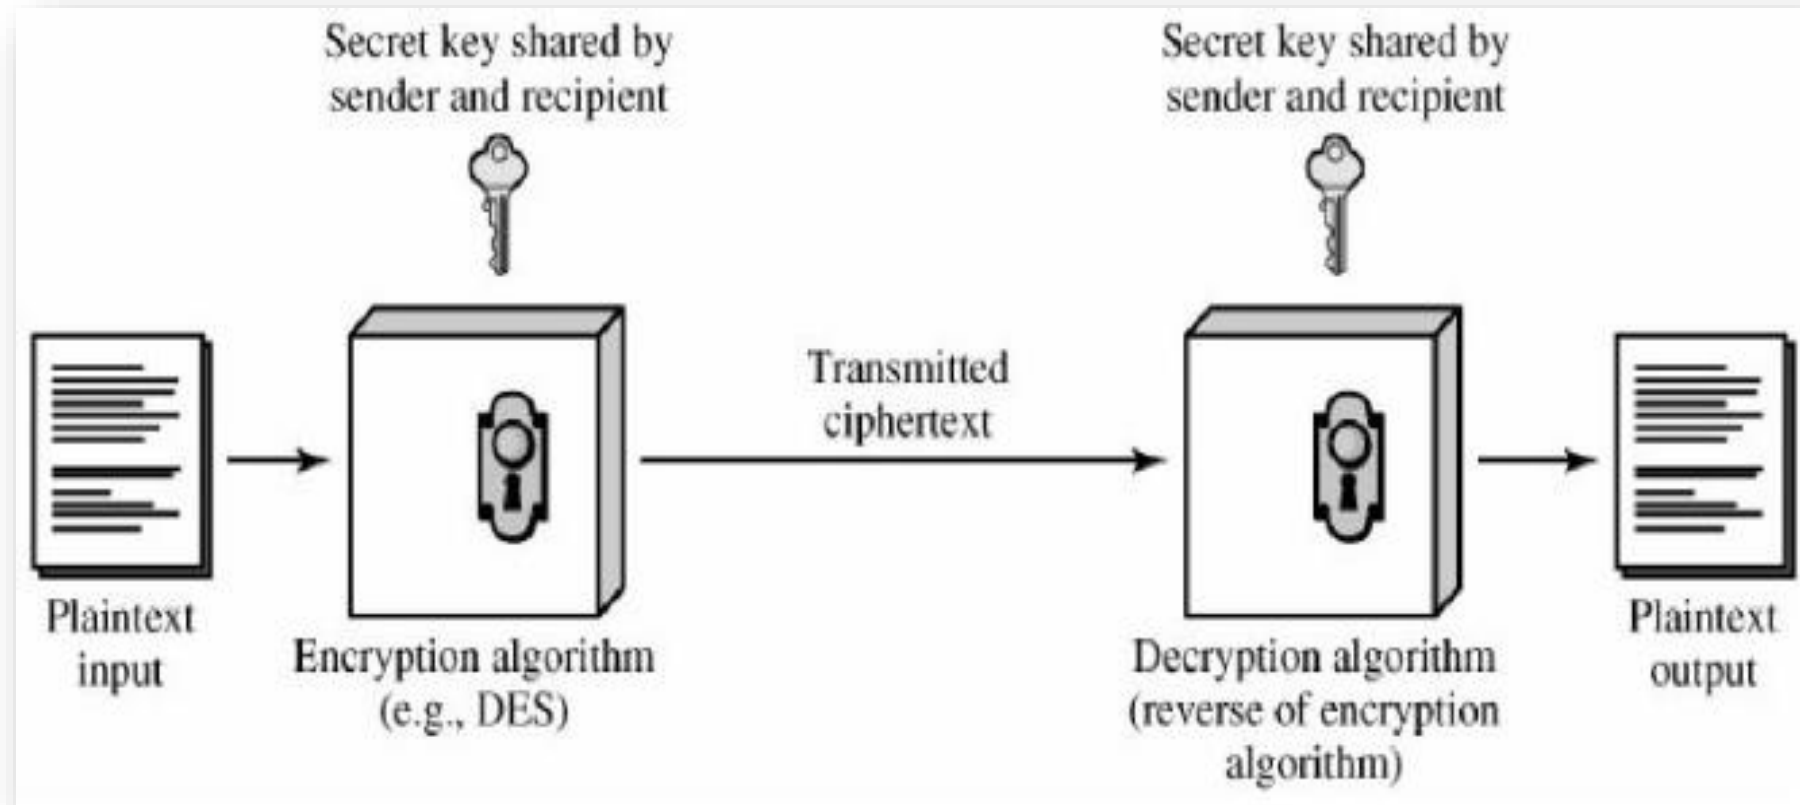 Secret key shared by
sender and recipient
Secret key shared by
sender and recipient
Transmitted
ciphertext
Plaintext
input
Encryption algorithm
(e.g., DES)
Decryption algorithm
(reverse of encryption
algorithm)
Plaintext
output